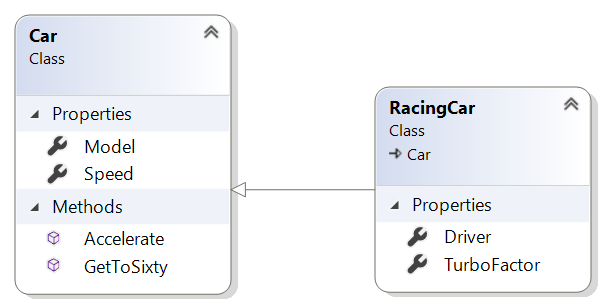 Car
Class
Properties
Model
Speed
Methods
Accelerate
GetToSixty
RacingCar
Class
Car
Properties
Driver
TurboFactor